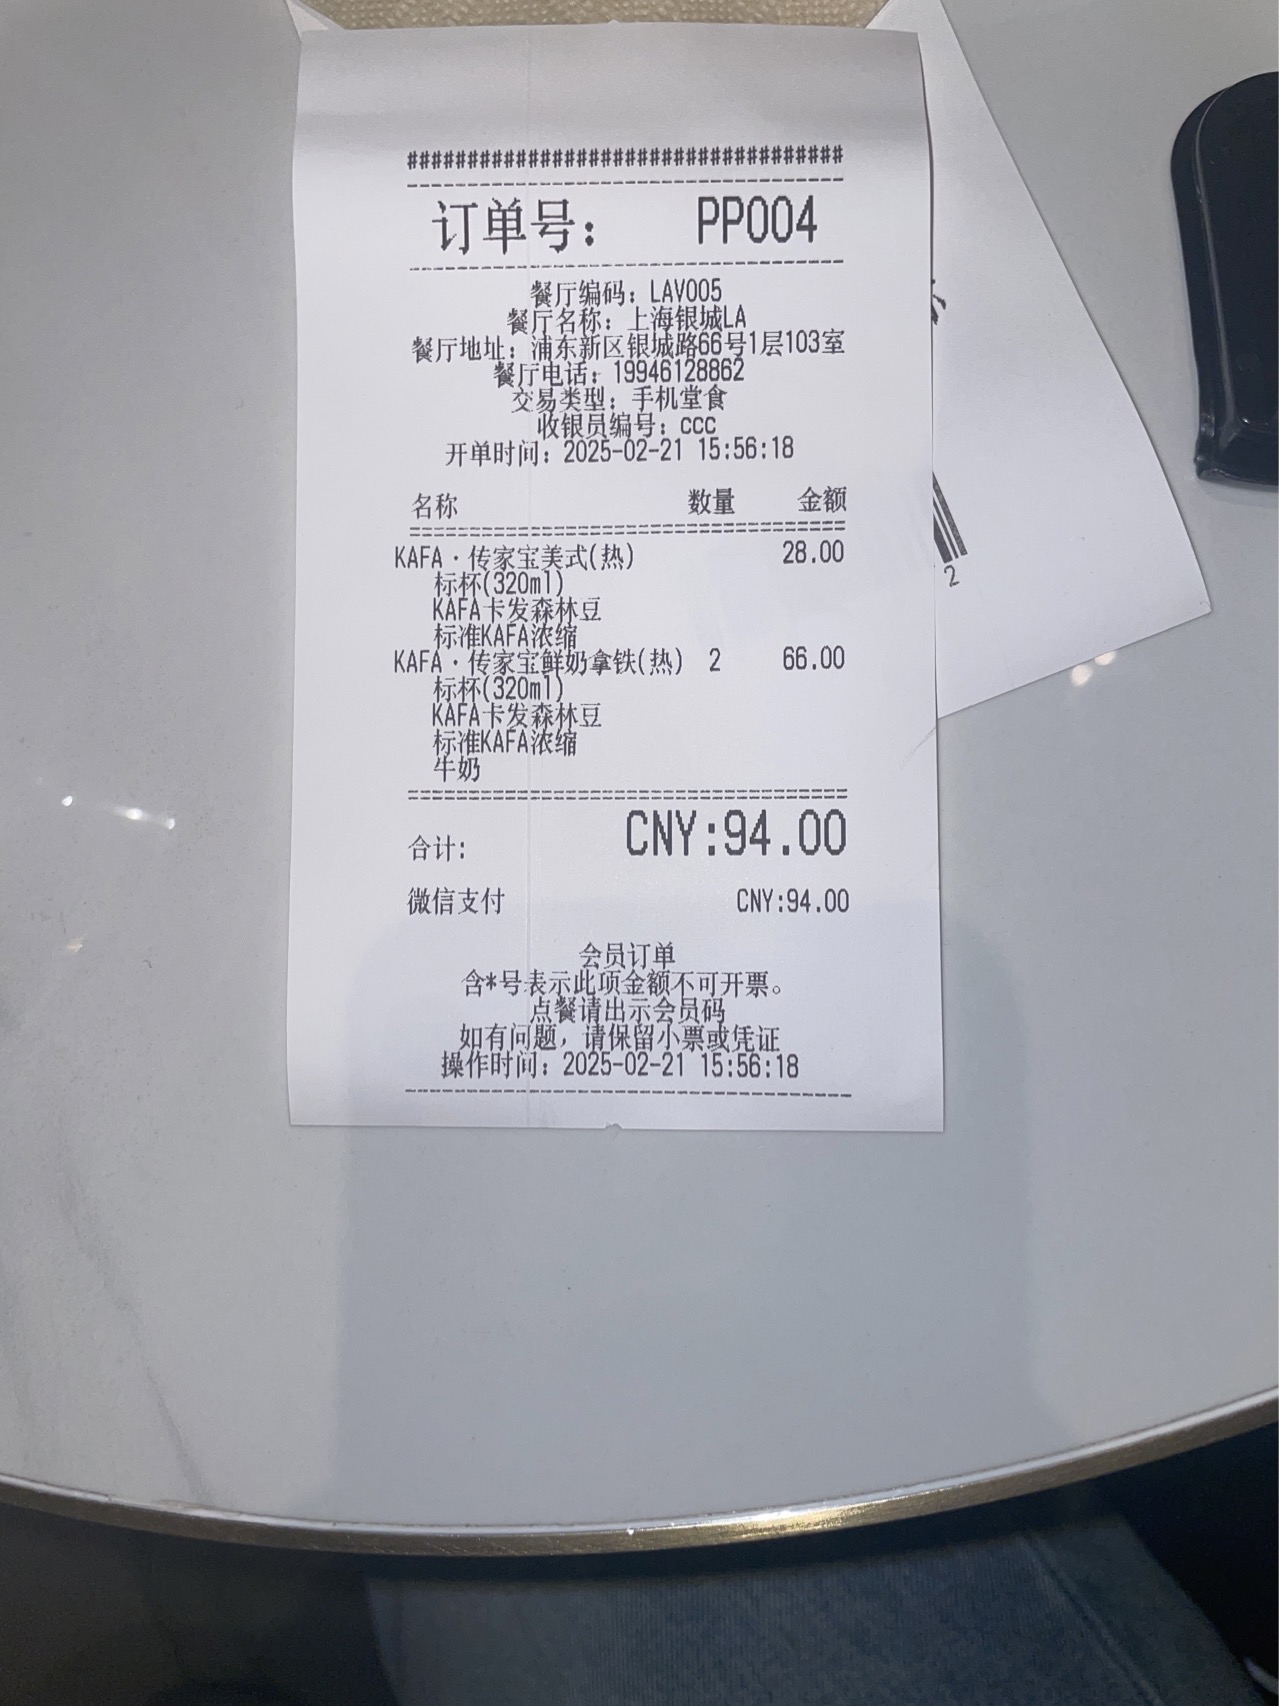 ####################################
订单号： PP004
餐厅编码：LAV005
餐厅名称：上海银城LA
餐厅地址：浦东新区银城路66号1层103室
餐厅电话：19946128862
交易类型：手机堂食
收银员编号：ccc
开单时间：2025-02-21 15:56:18
名称 数量 金额
KAFA·传家宝美式(热) 28.00
标杯(320ml)
KAFA卡发森林豆
标准KAFA浓缩
KAFA·传家宝鲜奶拿铁(热) 2 66.00
标杯(320ml)
KAFA卡发森林豆
标准KAFA浓缩
牛奶
合计: CNY:94.00
微信支付 CNY:94.00
会员订单
含*号表示此项金额不可开票。
点餐请出示会员码
如有问题，请保留小票或凭证
操作时间：2025-02-21 15:56:18
2